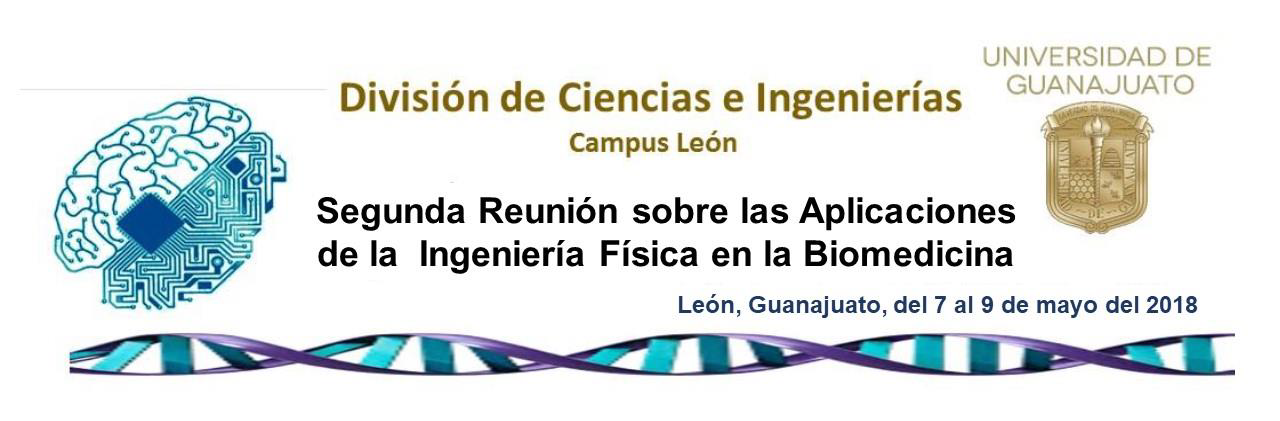 UNIVERSIDAD DE
GUANAJUATO
División de Ciencias e Ingenierías
Campus León
Segunda Reunión sobre las Aplicaciones
de la  Ingeniería Física en la Biomedicina
León, Guanajuato, del 7 al 9 de mayo del 2018